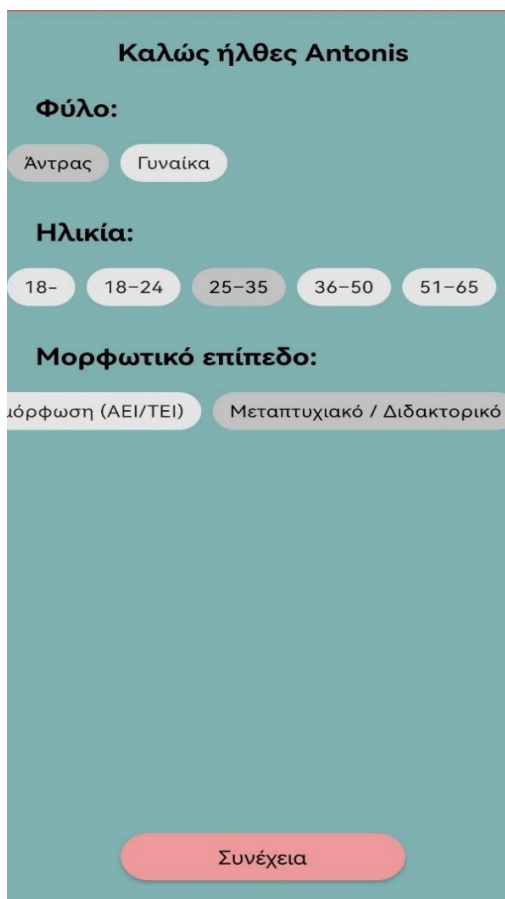 Καλώς ήλθες Antonis
Φύλο:
Άντρας Γυναίκα
Ηλικία:
18- 18-24 25-35 36-50 51-65
Μορφωτικό επίπεδο:
(ΑΕΙ/ΤΕΙ) Μεταπτυχιακό / Διδακτορικό
Συνέχεια